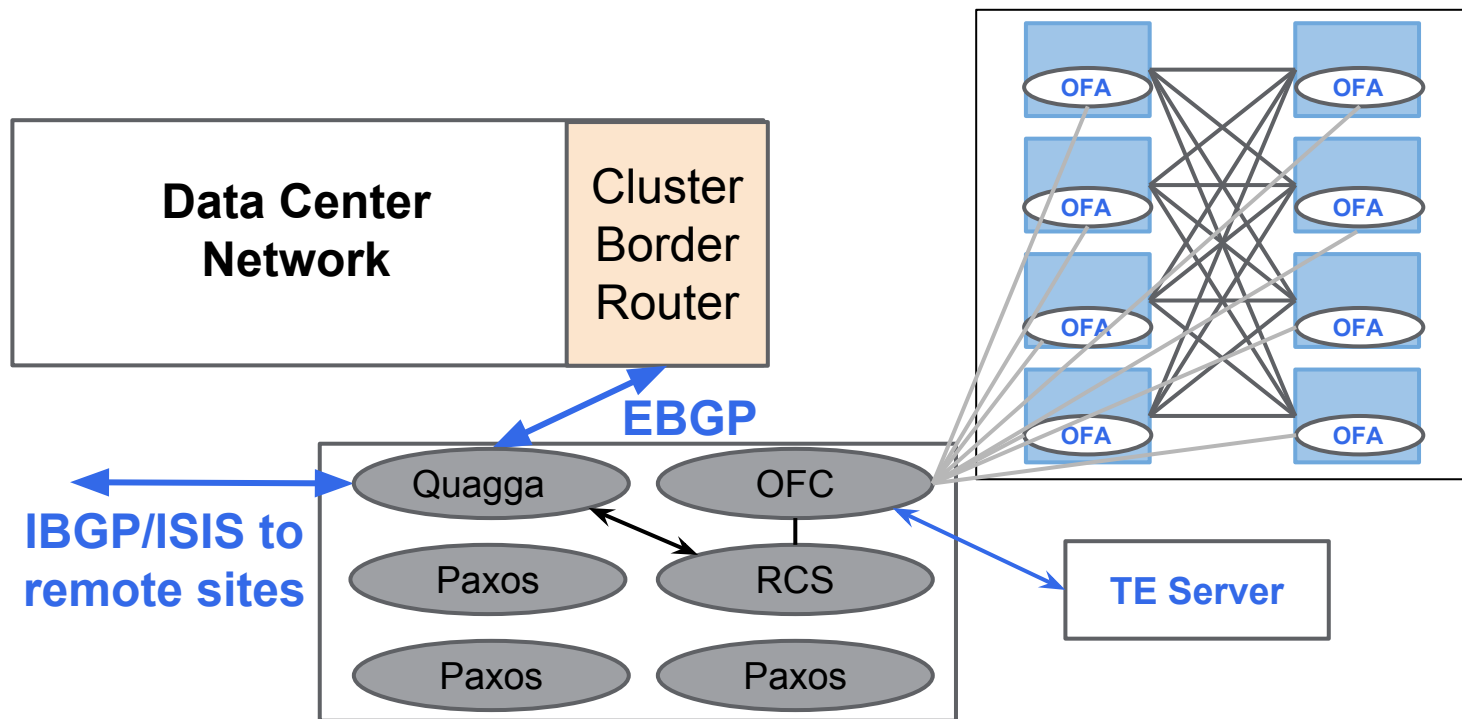 OFA
OFA
OFA
OFA
OFA
OFA
OFA
OFA
Data Center
Network
Cluster
Border
Router
EBGP
IBGP/ISIS to
remote sites
Quagga
OFC
Paxos
RCS
Paxos
Paxos
TE Server